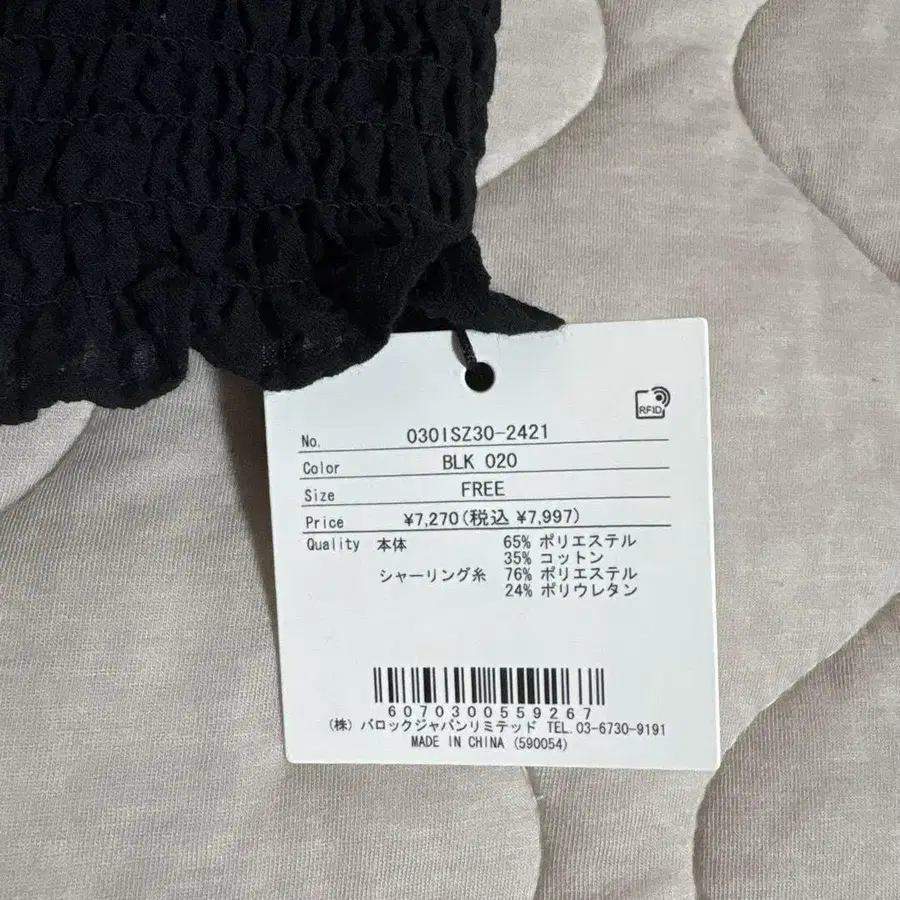 RFID
No. 030ISZ30-2421
Color BLK 020
Size FREE
Price ¥7,270(税込 ¥7,997)
Quality 本体 65% ポリエステル
35% コットン
シャーリング糸 76% ポリエステル
24% ポリウレタン
6070300559267
(株) バロックジャパンリミテッド TEL.03-6730-9191
MADE IN CHINA (590054)